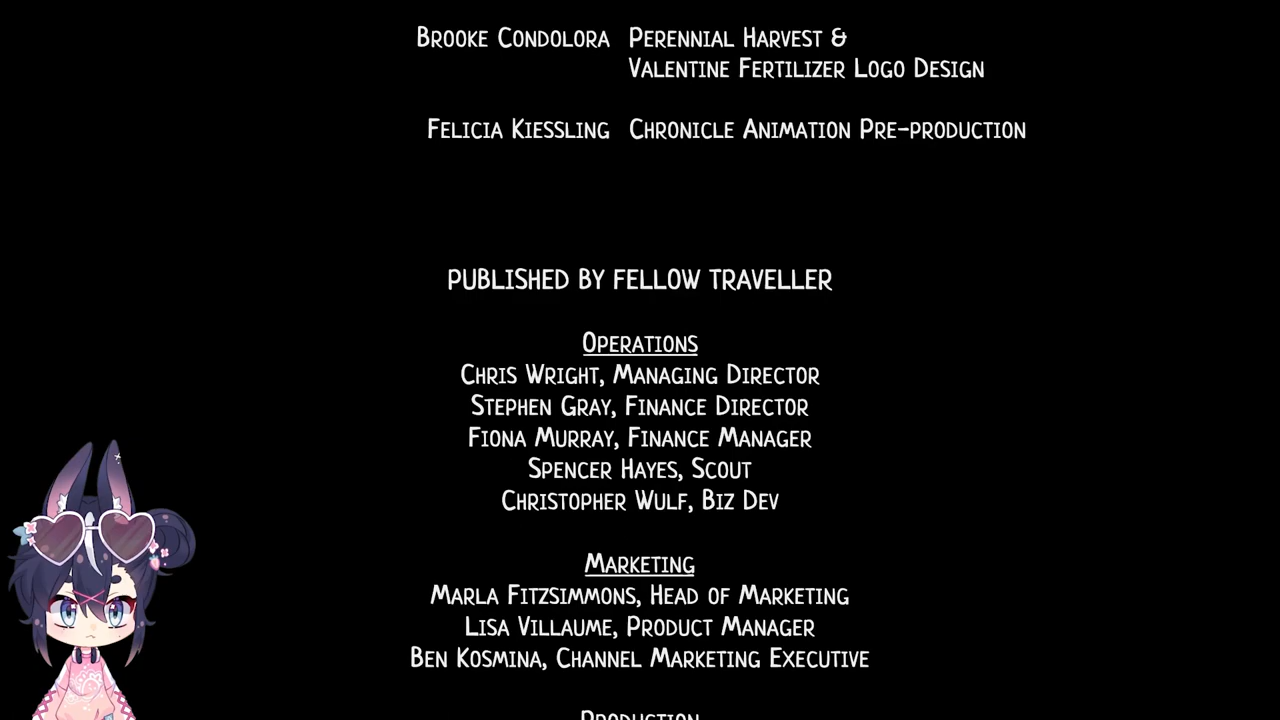 Brooke Condolora Perennial Harvest &
Valentine Fertilizer Logo Design
Felicia Kiessling Chronicle Animation Pre-production
PUBLISHED BY FELLOW TRAVELLER
Operations
Chris Wright, Managing Director
Stephen Gray, Finance Director
Fiona Murray, Finance Manager
Spencer Hayes, Scout
Christopher Wulf, Biz Dev
Marketing
Marla Fitzsimmons, Head of Marketing
Lisa Villaume, Product Manager
Ben Kosmina, Channel Marketing Executive
Production